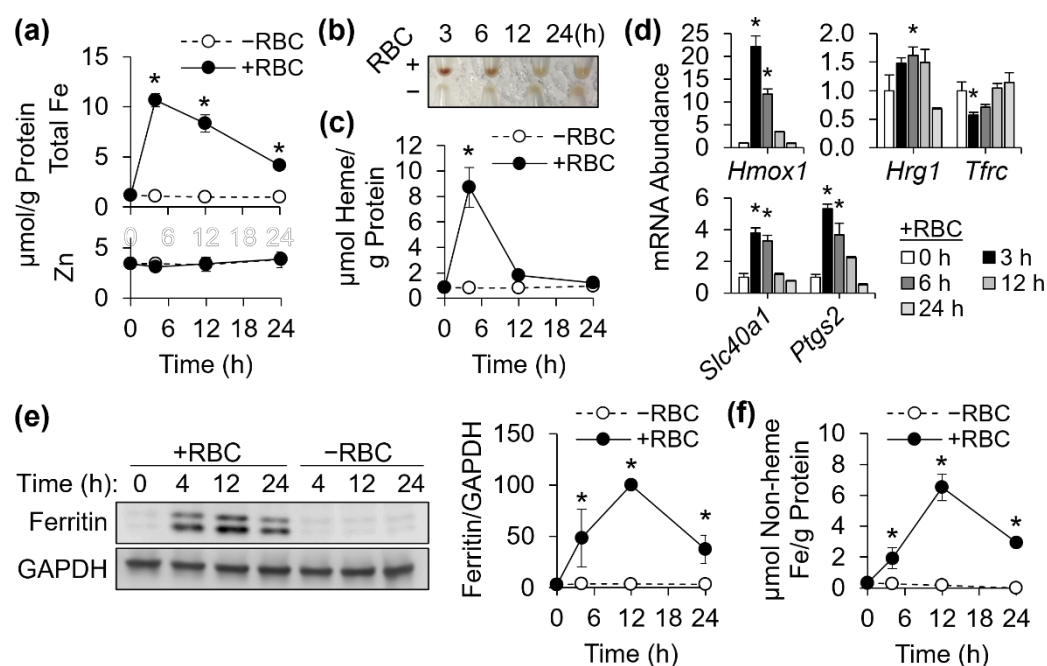 (a)
−RBC
+RBC
µmol/g Protein
Total Fe
15
10
5
0
* * *
0 6 12 18 24
Zn
5
0
0 6 12 18 24
Time (h)
(b)
RBC
3 6 12 24(h)
+
−
(c)
−RBC
+RBC
µmol Heme/
g Protein
12
10
8
6
4
2
0
*
0 6 12 18 24
Time (h)
(d)
mRNA Abundance
25
20
15
10
5
0
* *
Hmox1
2.0
1.5
1.0
0.5
0.0
* *
Hrg1 Tfrc
6
4
2
0
* * * *
Slc40a1
Ptgs2
+RBC
0 h
3 h
6 h
12 h
24 h
(e)
+RBC −RBC
Time (h): 0 4 12 24 4 12 24
Ferritin
GAPDH
−RBC
+RBC
Ferritin/GAPDH
150
100
50
0
* * *
0 6 12 18 24
Time (h)
(f)
−RBC
+RBC
µmol Non-heme
Fe/g Protein
10
8
6
4
2
0
* * *
0 6 12 18 24
Time (h)